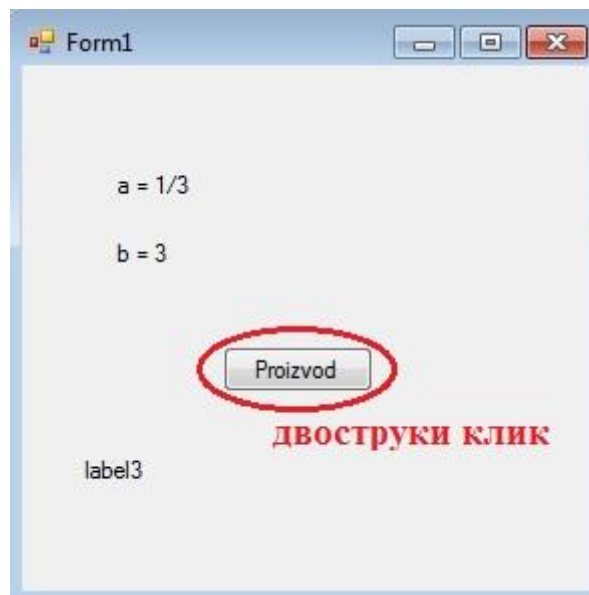 Form1
a = 1/3
b = 3
Proizvod
двоструки клик
label3